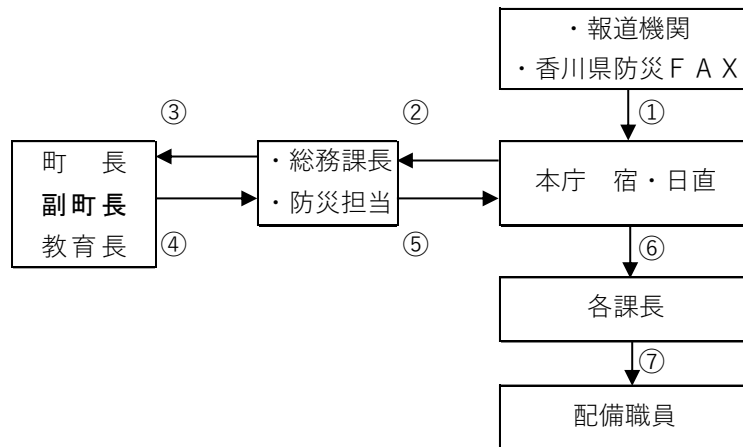 ・報道機関
・香川県防災ＦＡＸ
③
②
①
町　長
副町長
教育長
・総務課長
・防災担当
本庁　宿・日直
④
⑤
⑥
各課長
⑦
配備職員